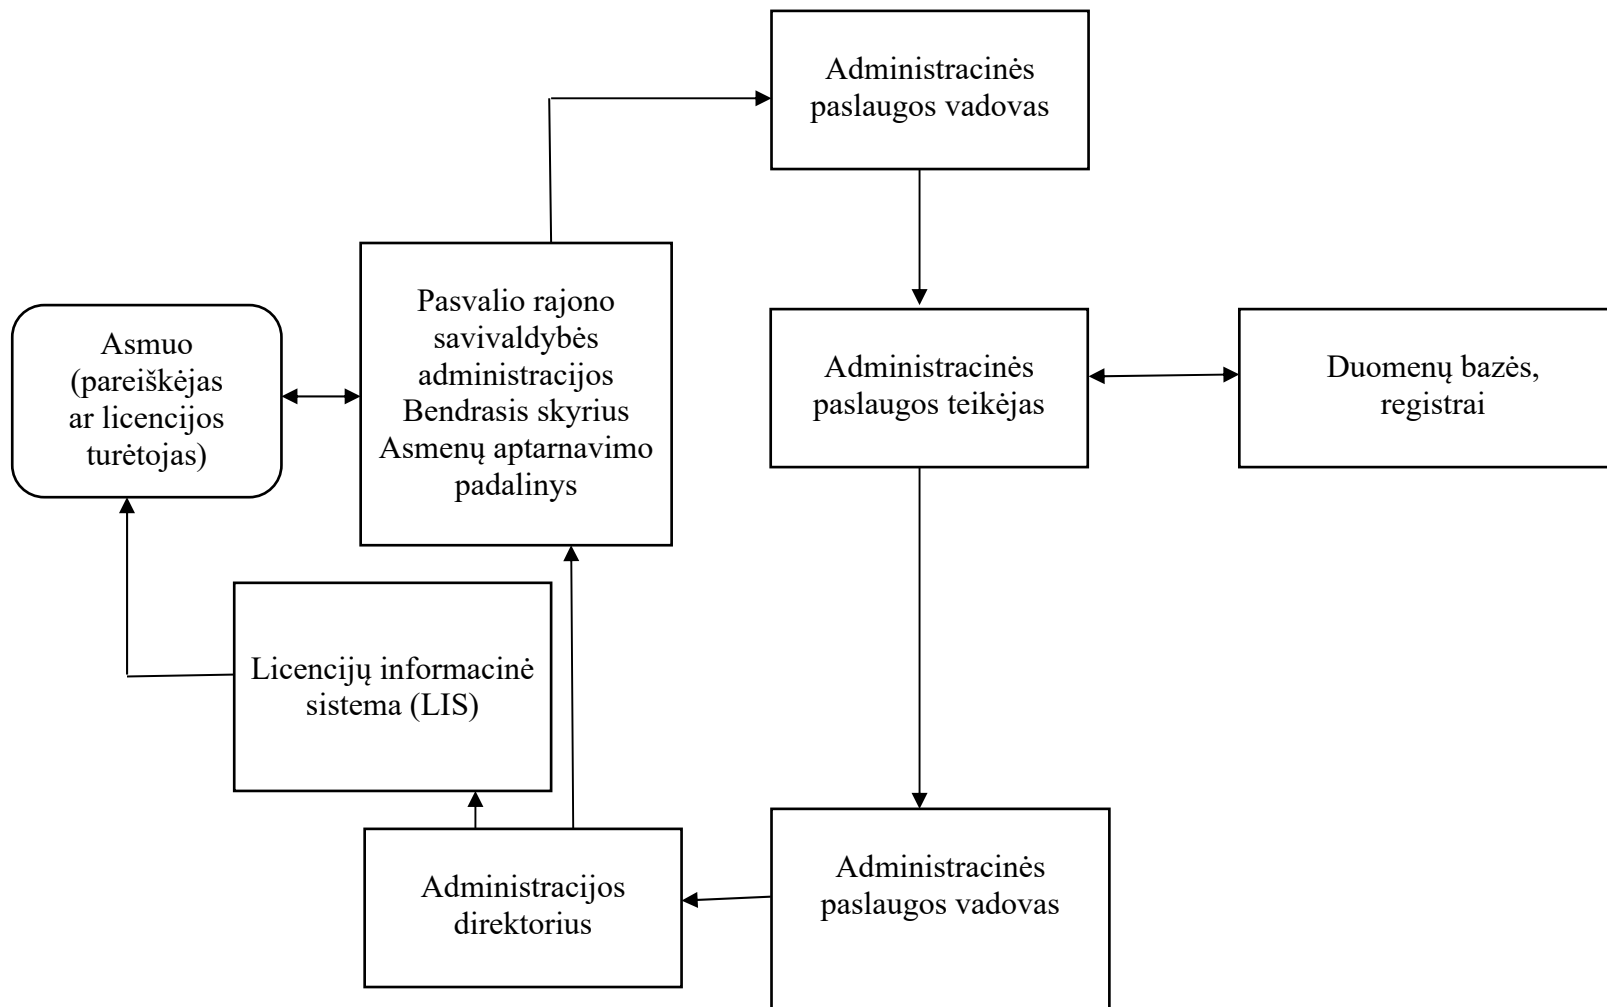 Administracinės
paslaugos vadovas
Pasvalio rajono
savivaldybės
administracijos
Bendrasis skyrius
Asmenų aptarnavimo
padalinys
Asmuo
(pareiškėjas
ar licencijos
turėtojas)
Administracinės
paslaugos teikėjas
Duomenų bazės,
registrai
Licencijų informacinė
sistema (LIS)
Administracijos
direktorius
Administracinės
paslaugos vadovas